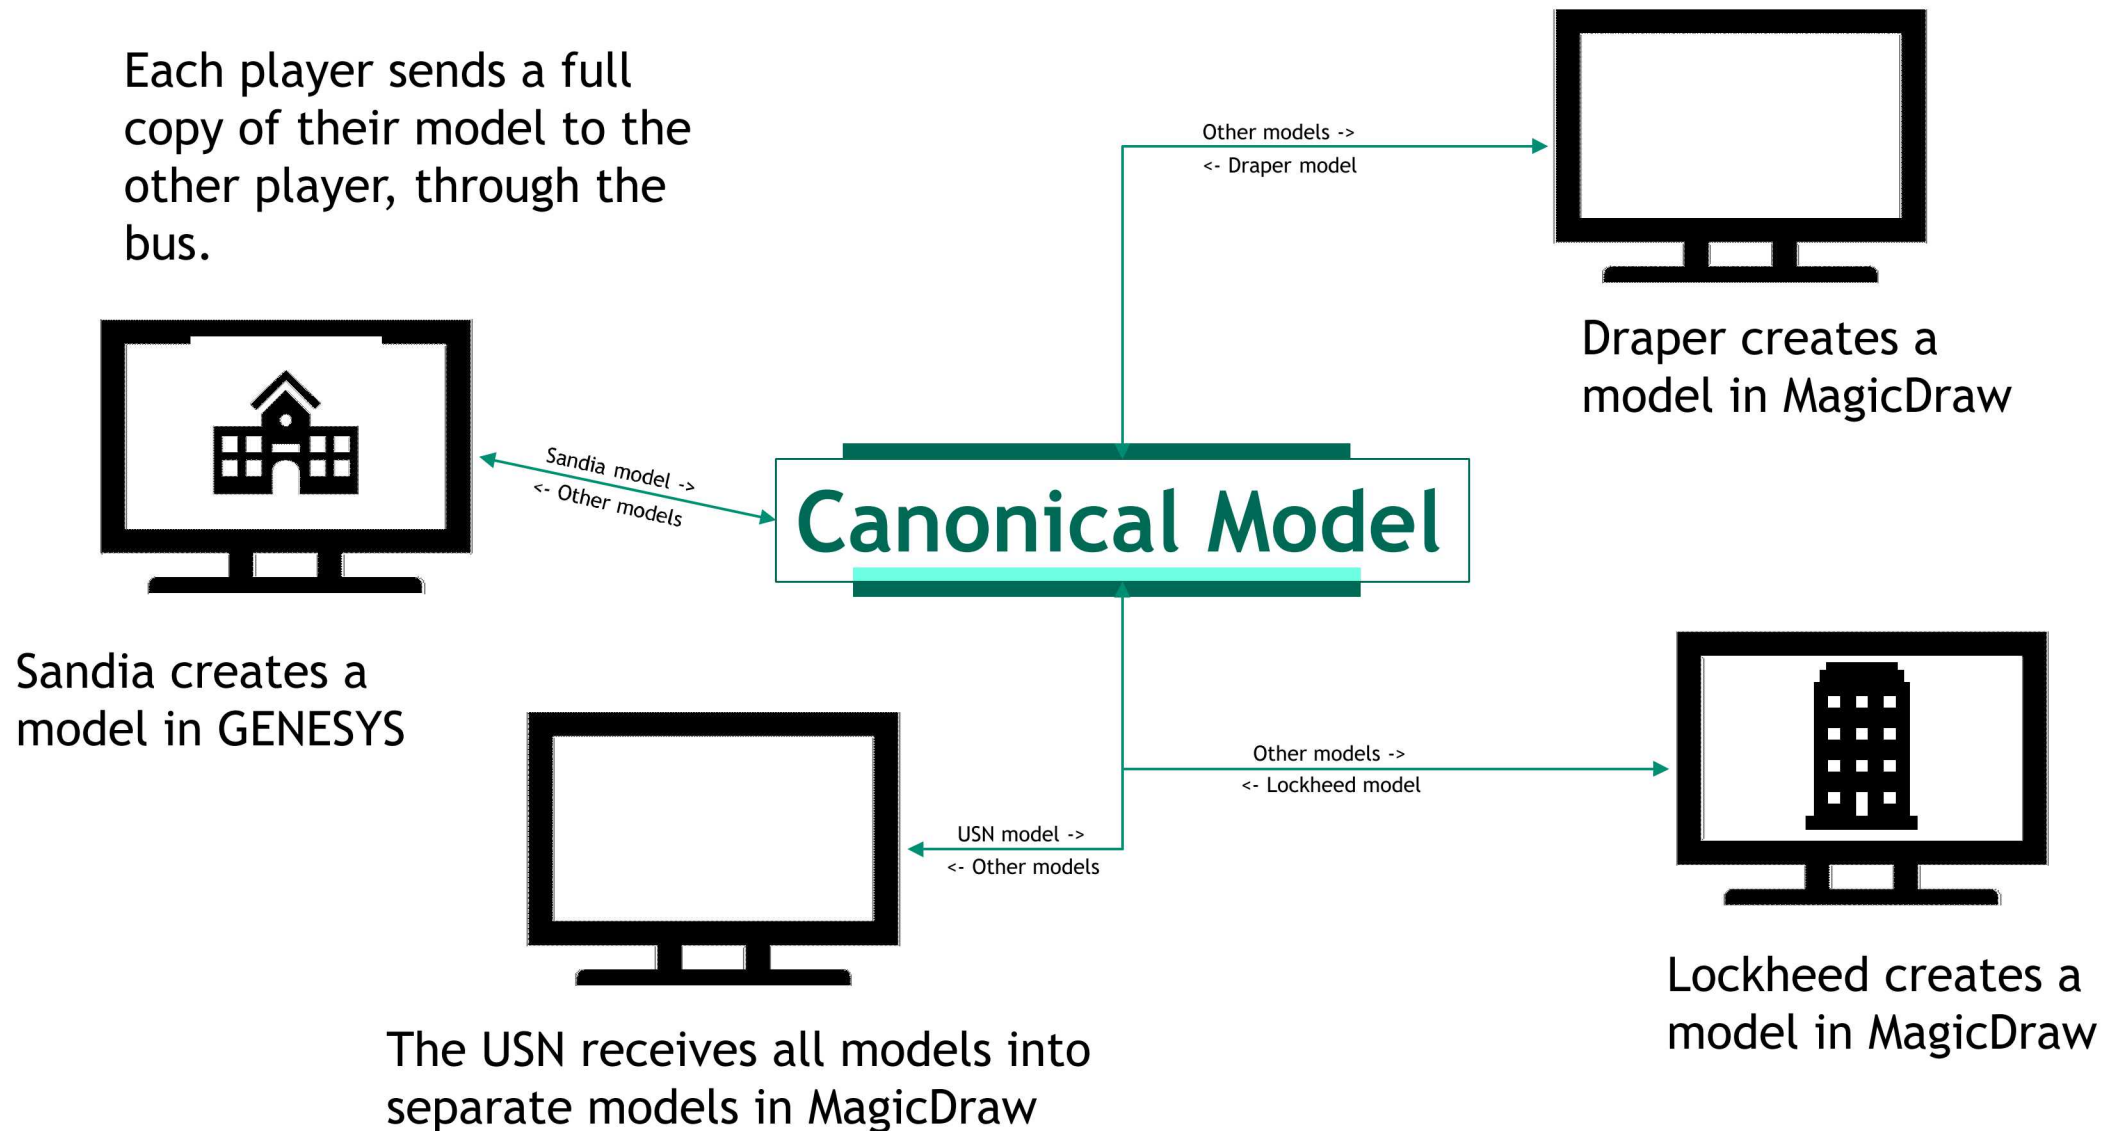 Each player sends a full
copy of their model to the
other player, through the
bus.
Other models ->
<- Draper model
Draper creates a
model in MagicDraw
Sandia model ->
<- Other models
Canonical Model
Sandia creates a
model in GENESYS
Other models ->
<- Lockheed model
USN model ->
<- Other models
Lockheed creates a
model in MagicDraw
The USN receives all models into
separate models in MagicDraw